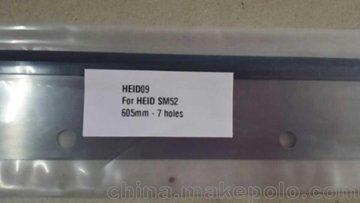 HEID09
For HEID SM52
605mm - 7 holes
china.makepolo.com